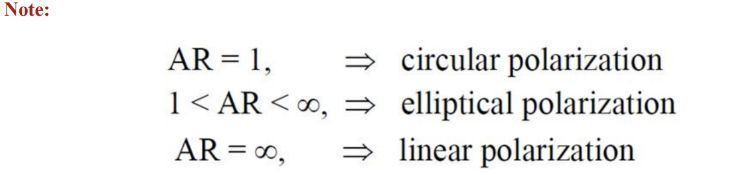 Note:
AR = 1, ⇒ circular polarization
1 < AR < ∞, ⇒ elliptical polarization
AR = ∞, ⇒ linear polarization